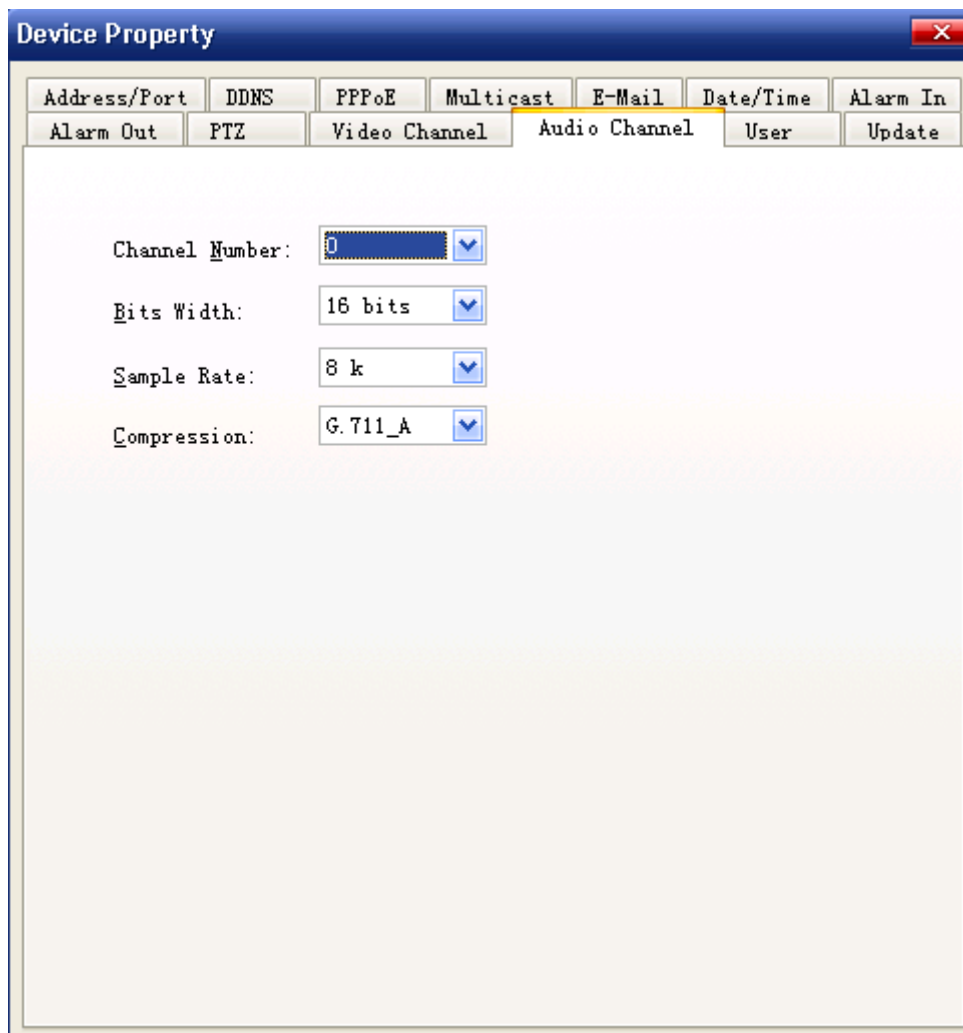 Device Property
Address/Port DDNS PPPoE Multicast E-Mail Date/Time Alarm In
Alarm Out PTZ Video Channel Audio Channel User Update
Channel Number: 0
Bits Width: 16 bits
Sample Rate: 8 k
Compression: G.711_A